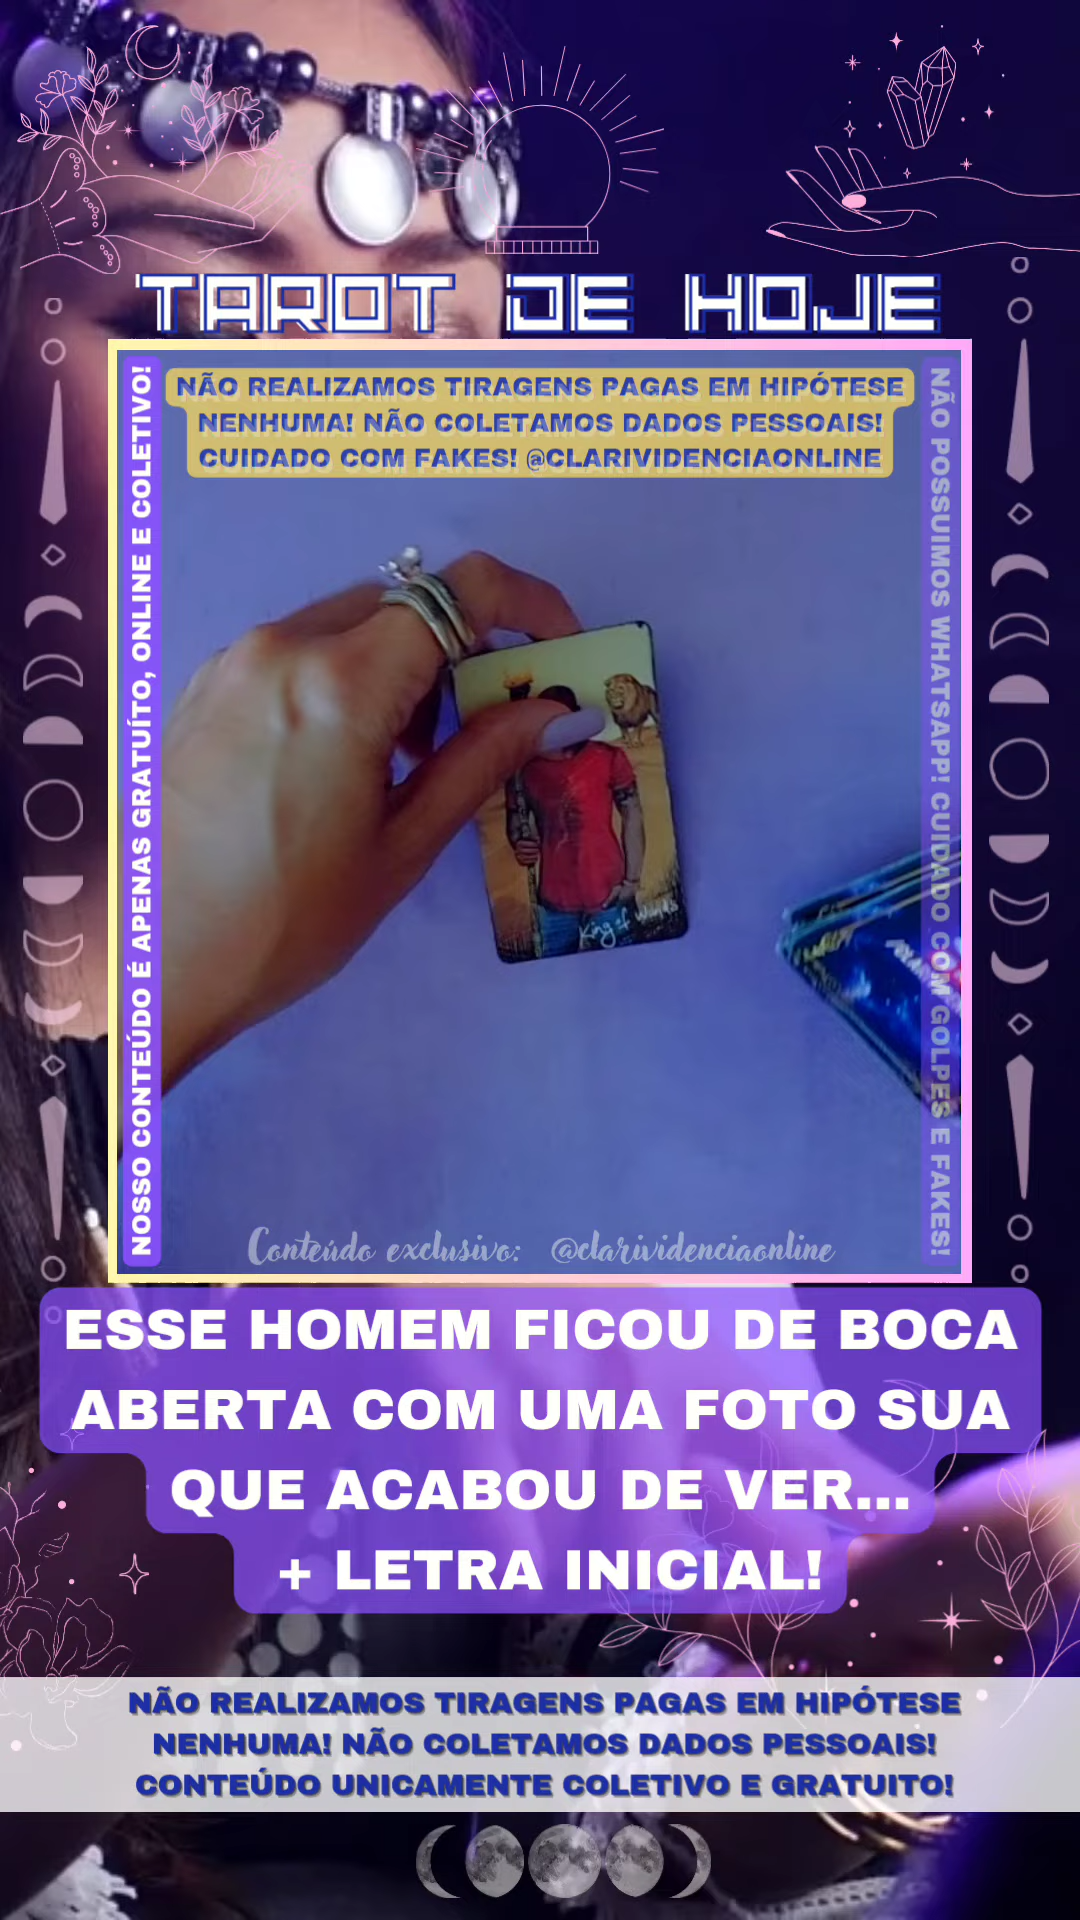 TAROT DE HOJE
NÃO REALIZAMOS TIRAGENS PAGAS EM HIPÓTESE
NENHUMA! NÃO COLETAMOS DADOS PESSOAIS!
CUIDADO COM FAKES! @CLARIVIDENCIAONLINE
NOSSO CONTEÚDO É APENAS GRATUÍTO, ONLINE E COLETIVO!
NÃO POSSUIMOS WHATSAPP! CUIDADO COM GOLPES E FAKES!
King of Wands
Conteúdo exclusivo: @clarividenciaonline
ESSE HOMEM FICOU DE BOCA
ABERTA COM UMA FOTO SUA
QUE ACABOU DE VER...
+ LETRA INICIAL!
NÃO REALIZAMOS TIRAGENS PAGAS EM HIPÓTESE
NENHUMA! NÃO COLETAMOS DADOS PESSOAIS!
CONTEÚDO UNICAMENTE COLETIVO E GRATUITO!